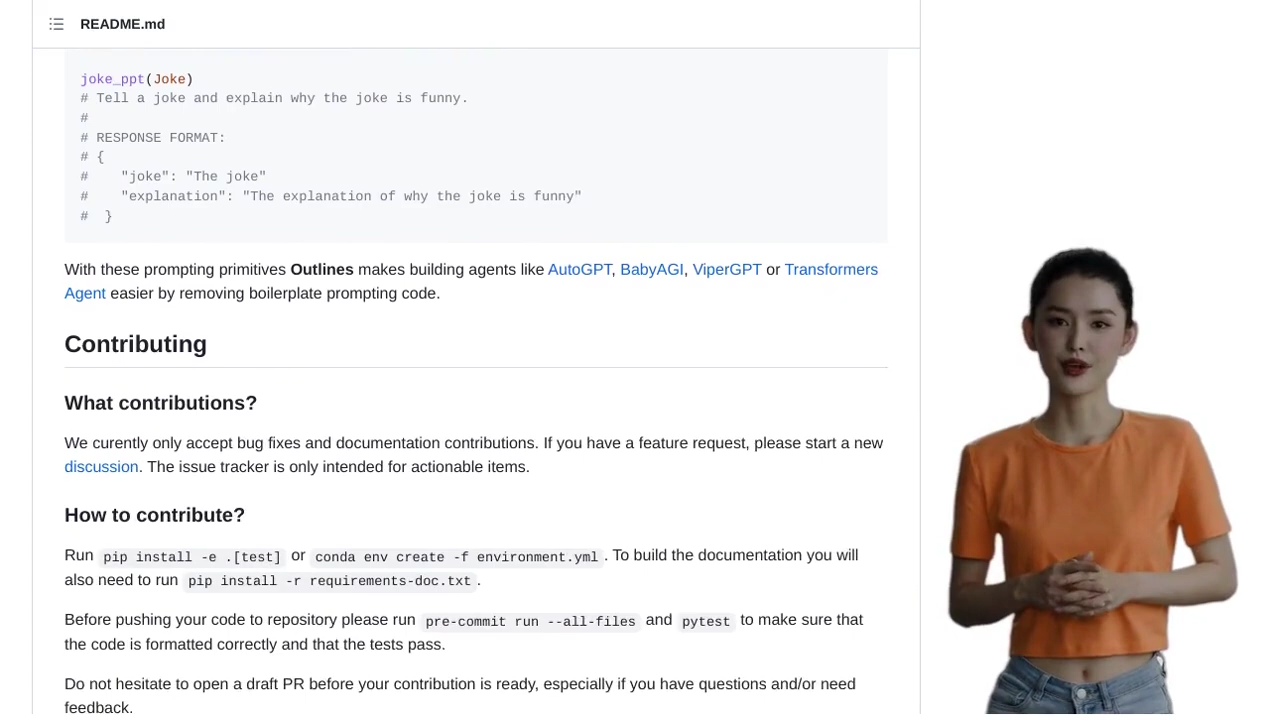 README.md
joke_ppt(Joke)
# Tell a joke and explain why the joke is funny.
#
# RESPONSE FORMAT:
# {
#    "joke": "The joke"
#    "explanation": "The explanation of why the joke is funny"
#  }
With these prompting primitives Outlines makes building agents like AutoGPT, BabyAGI, ViperGPT or Transformers
Agent easier by removing boilerplate prompting code.
Contributing
What contributions?
We curently only accept bug fixes and documentation contributions. If you have a feature request, please start a new
discussion. The issue tracker is only intended for actionable items.
How to contribute?
Run pip install -e .[test] or conda env create -f environment.yml. To build the documentation you will
also need to run pip install -r requirements-doc.txt.
Before pushing your code to repository please run pre-commit run --all-files and pytest to make sure that
the code is formatted correctly and that the tests pass.
Do not hesitate to open a draft PR before your contribution is ready, especially if you have questions and/or need
feedback.